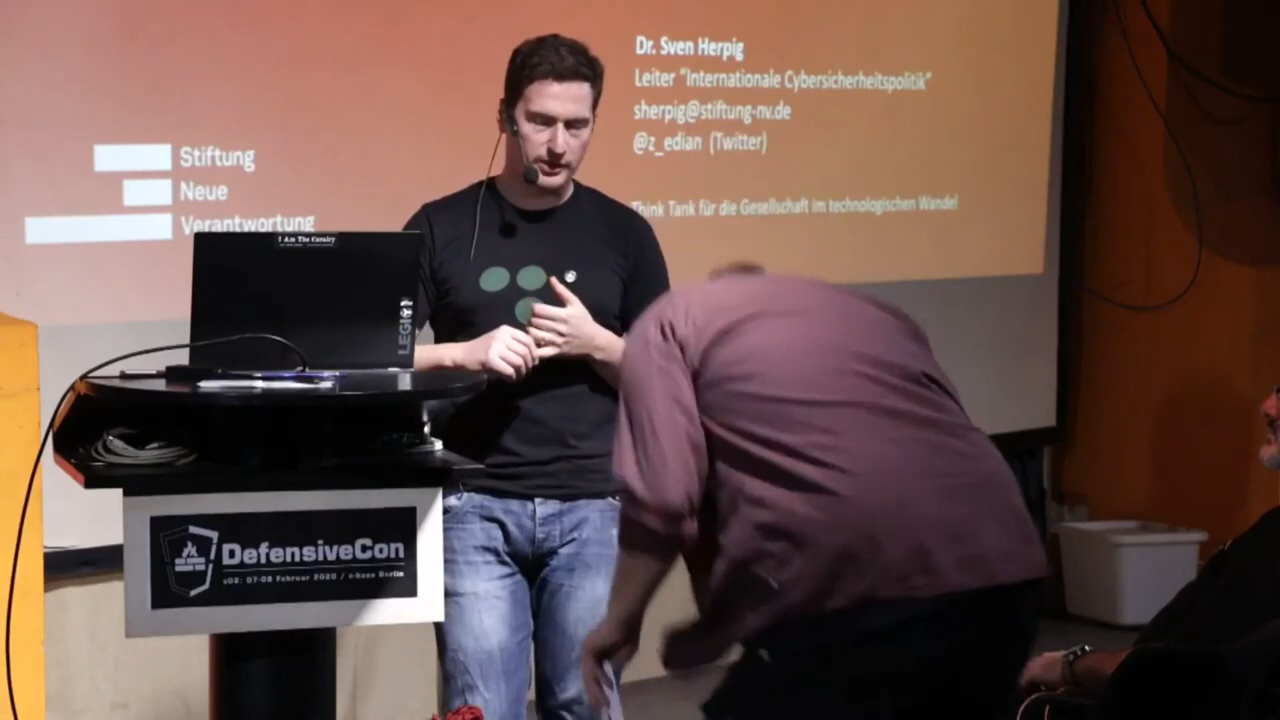 Dr. Sven Herpig
Leiter "Internationale Cybersicherheitspolitik"
sherpig@stiftung-nv.de
@z_edian (Twitter)
Think Tank für die Gesellschaft im technologischen Wandel
Stiftung
Neue
Verantwortung
I Am The Cavalry
LEGION
DefensiveCon
v02: 07-08 Februar 2020 / c-base Berlin